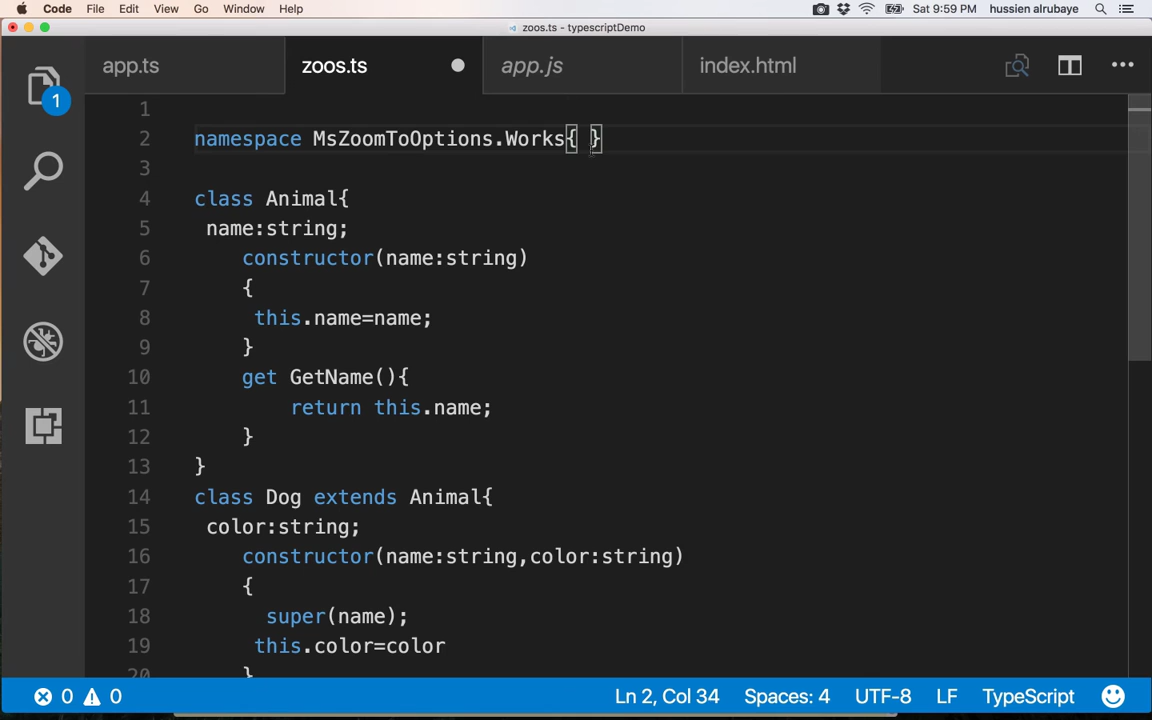 Code File Edit View Go Window Help Sat 9:59 PM hussien alrubaye
zoos.ts - typescriptDemo
app.ts zoos.ts app.js index.html
1
1
2 namespace MsZoomToOptions.Works{ }
3
4 class Animal{
5 name:string;
6 constructor(name:string)
7 {
8 this.name=name;
9 }
10 get GetName(){
11 return this.name;
12 }
13 }
14 class Dog extends Animal{
15 color:string;
16 constructor(name:string,color:string)
17 {
18 super(name);
19 this.color=color
20 }
0 0 Ln 2, Col 34 Spaces: 4 UTF-8 LF TypeScript